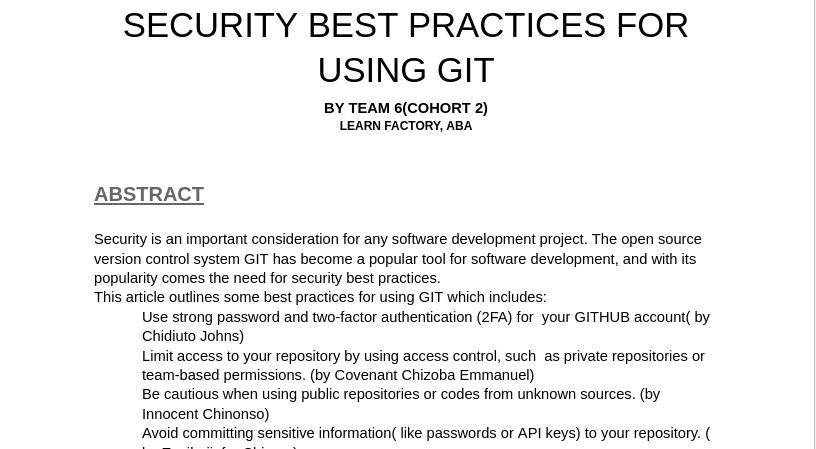 SECURITY BEST PRACTICES FOR
USING GIT
BY TEAM 6(COHORT 2)
LEARN FACTORY, ABA
ABSTRACT
Security is an important consideration for any software development project. The open source
version control system GIT has become a popular tool for software development, and with its
popularity comes the need for security best practices.
This article outlines some best practices for using GIT which includes:
Use strong password and two-factor authentication (2FA) for  your GITHUB account( by
Chidiuto Johns)
Limit access to your repository by using access control, such  as private repositories or
team-based permissions. (by Covenant Chizoba Emmanuel)
Be cautious when using public repositories or codes from unknown sources. (by
Innocent Chinonso)
Avoid committing sensitive information( like passwords or API keys) to your repository. (